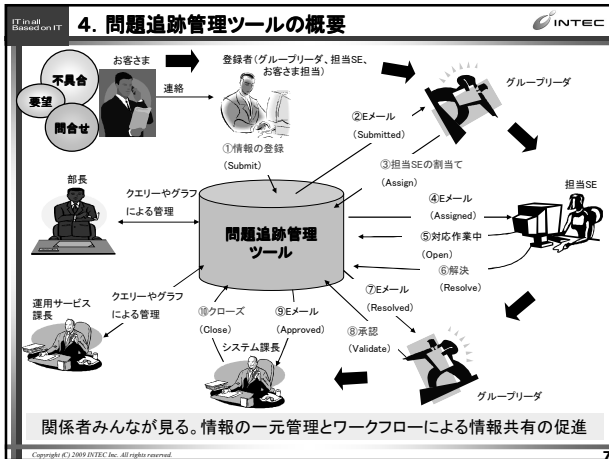 IT in all
Based on IT
4. 問題追跡管理ツールの概要
INTEC
お客さま
不具合
要望
問合せ
連絡
登録者(グループリーダ、担当SE、
お客さま担当)
グループリーダ
①情報の登録
(Submit)
②Eメール
(Submitted)
③担当SEの割当て
(Assign)
担当SE
部長
クエリーやグラフ
による管理
問題追跡管理
ツール
④Eメール
(Assigned)
⑤対応作業中
(Open)
⑥解決
(Resolve)
運用サービス
課長
クエリーやグラフ
による管理
⑩クローズ
(Close)
⑨Eメール
(Approved)
⑦Eメール
(Resolved)
⑧承認
(Validate)
システム課長
グループリーダ
関係者みんなが見る。情報の一元管理とワークフローによる情報共有の促進
Copyright (C) 2009 INTEC Inc. All rights reserved.
7